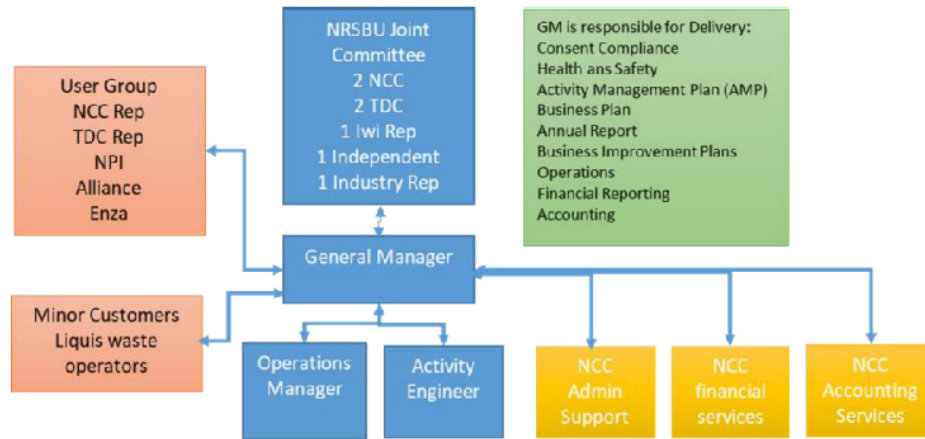 NRSBU Joint
Committee
2 NCC
2 TDC
1 Iwi Rep
1 Independent
1 Industry Rep
GM is responsible for Delivery:
Consent Compliance
Health ans Safety
Activity Management Plan (AMP)
Business Plan
Annual Report
Business Improvement Plans
Operations
Financial Reporting
Accounting
User Group
NCC Rep
TDC Rep
NPI
Alliance
Enza
General Manager
Minor Customers
Liquis waste
operators
Operations
Manager
Activity
Engineer
NCC
Admin
Support
NCC
financial
services
NCC
Accounting
Services